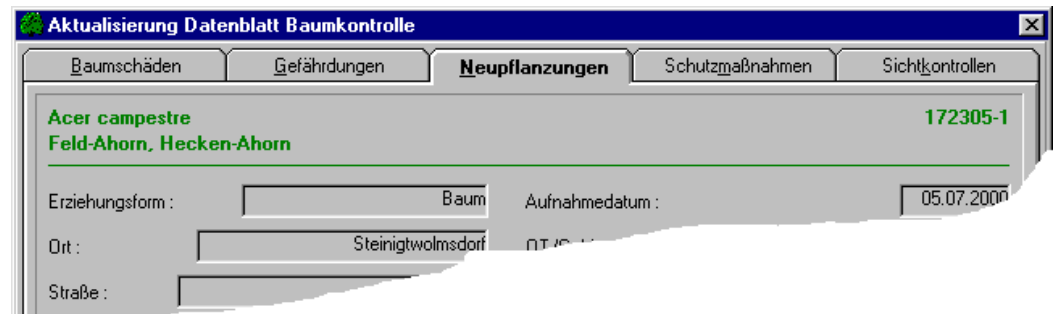 Aktualisierung Datenblatt Baumkontrolle
Baumschäden Gefährdungen Neupflanzungen Schutzmaßnahmen Sichtkontrollen
Acer campestre 172305-1
Feld-Ahorn, Hecken-Ahorn
Erziehungsform : Baum Aufnahmedatum : 05.07.2000
Ort : Steinigtwolmsdorf
Straße :